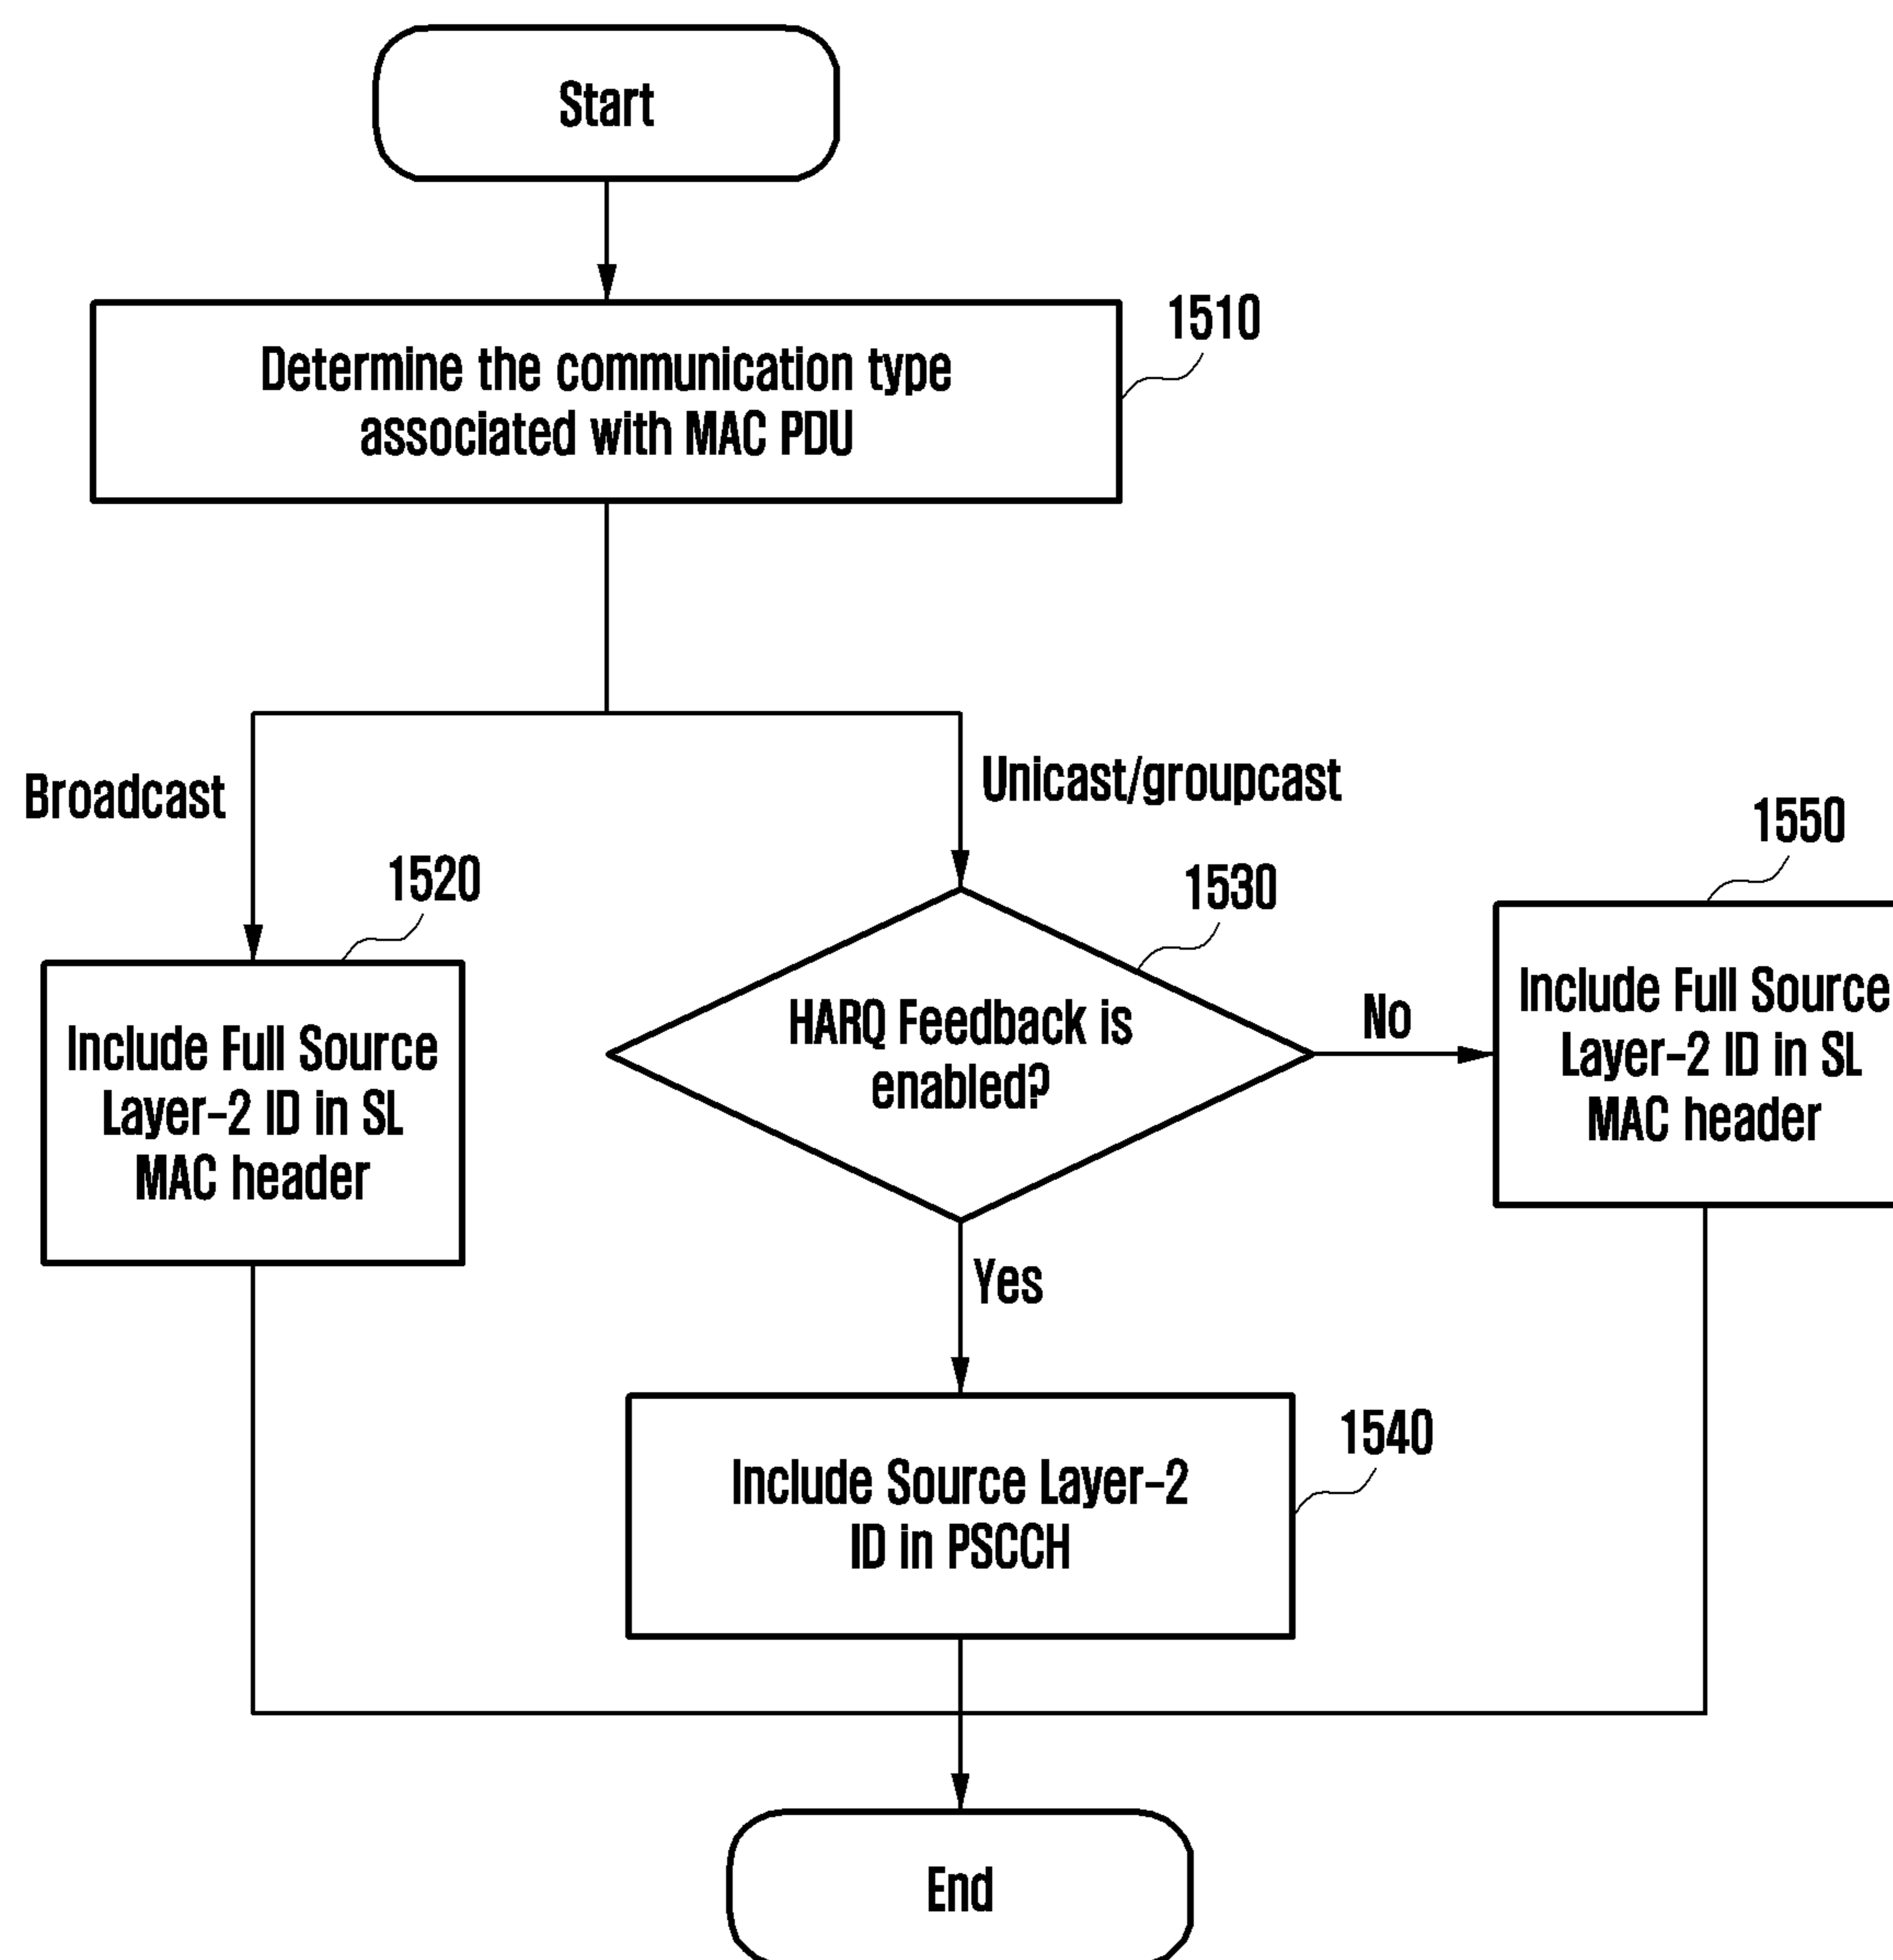 Start
1510
Determine the communication type
associated with MAC PDU
Broadcast
Unicast/groupcast
1520
1530
1550
Include Full Source
Layer-2 ID in SL
MAC header
HARQ Feedback is
enabled?
No
Include Full Source
Layer-2 ID in SL
MAC header
Yes
1540
Include Source Layer-2
ID in PSCCH
End